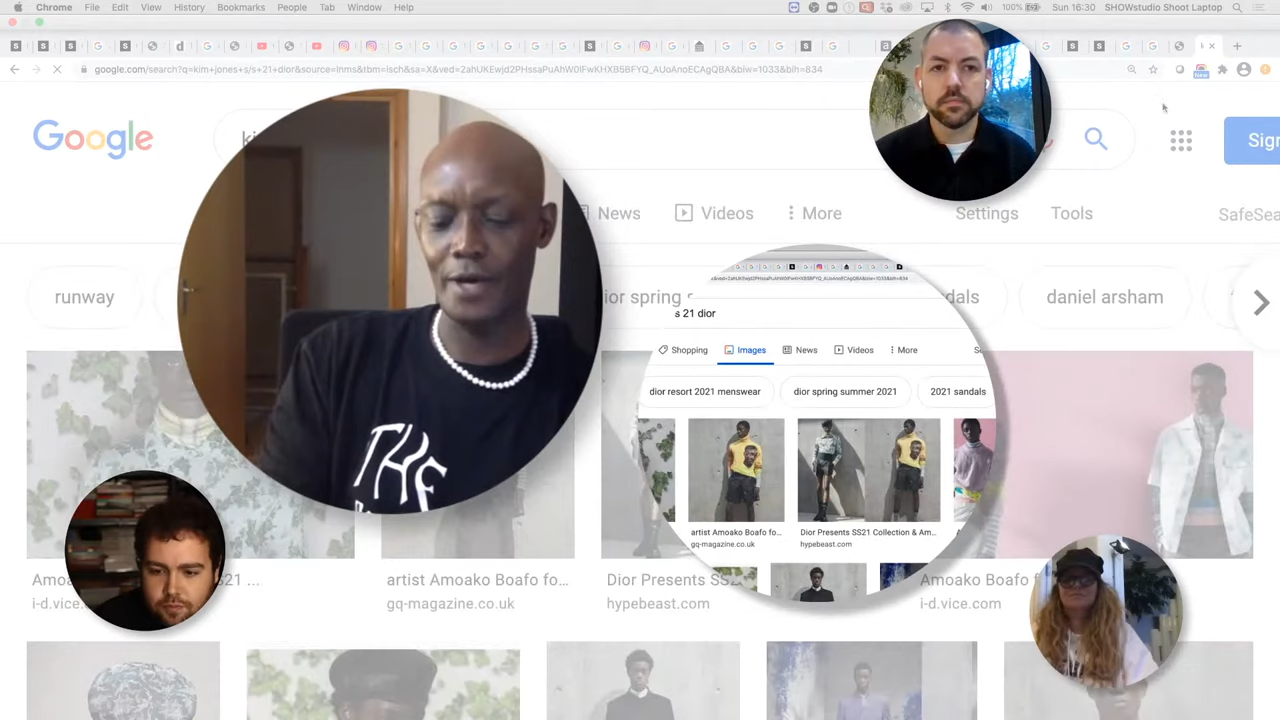 Chrome File Edit View History Bookmarks People Tab Window Help 100% Sun 16:30 SHOWstudio Shoot Laptop
google.com/search?q=kim+jones+s/s+21+dior&source=lnms&tbm=isch&sa=X&ved=2ahUKEwjd2PHssaPuAhW0lFwKHXB5BFYQ_AUoAnoECAgQBA&biw=1033&bih=834
New
Google
Sign
News Videos More Settings Tools SafeSea
runway
ior spring s
dals
daniel arsham
s 21 dior
Shopping Images News Videos More
dior resort 2021 menswear dior spring summer 2021 2021 sandals
THE
artist Amoako Boafo fo... Dior Presents SS21 Collection & Am...
gq-magazine.co.uk hypebeast.com
S21 ... artist Amoako Boafo fo... Dior Presents SS Amoako Boafo f
i-d.vice. gq-magazine.co.uk hypebeast.com i-d.vice.com